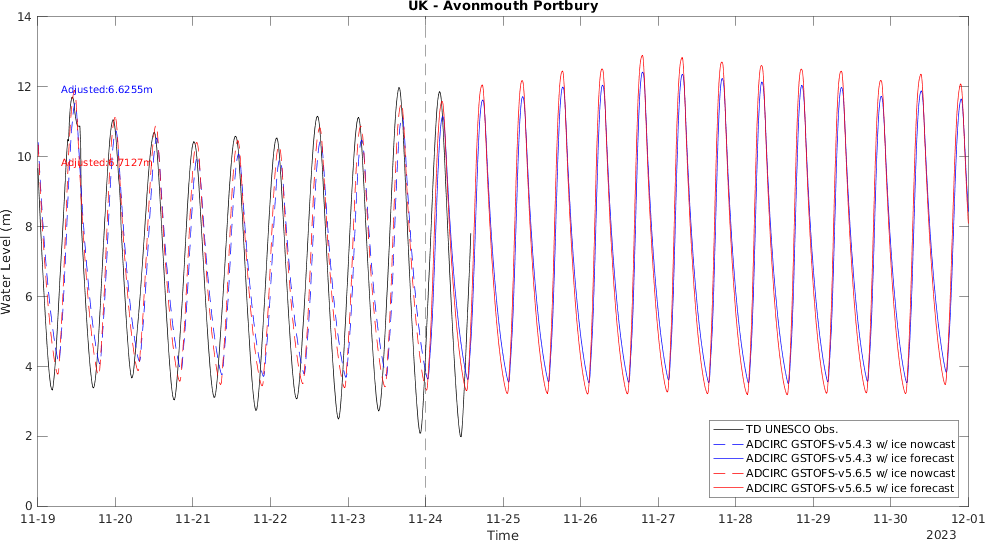 UK - Avonmouth Portbury
14
12
10
8
6
4
2
0
Water Level (m)
Adjusted:6.6255m
Adjusted:6.7127m
TD UNESCO Obs.
ADCIRC GSTOFS-v5.4.3 w/ ice nowcast
ADCIRC GSTOFS-v5.4.3 w/ ice forecast
ADCIRC GSTOFS-v5.6.5 w/ ice nowcast
ADCIRC GSTOFS-v5.6.5 w/ ice forecast
11-19 11-20 11-21 11-22 11-23 11-24 11-25 11-26 11-27 11-28 11-29 11-30 12-01
Time
2023